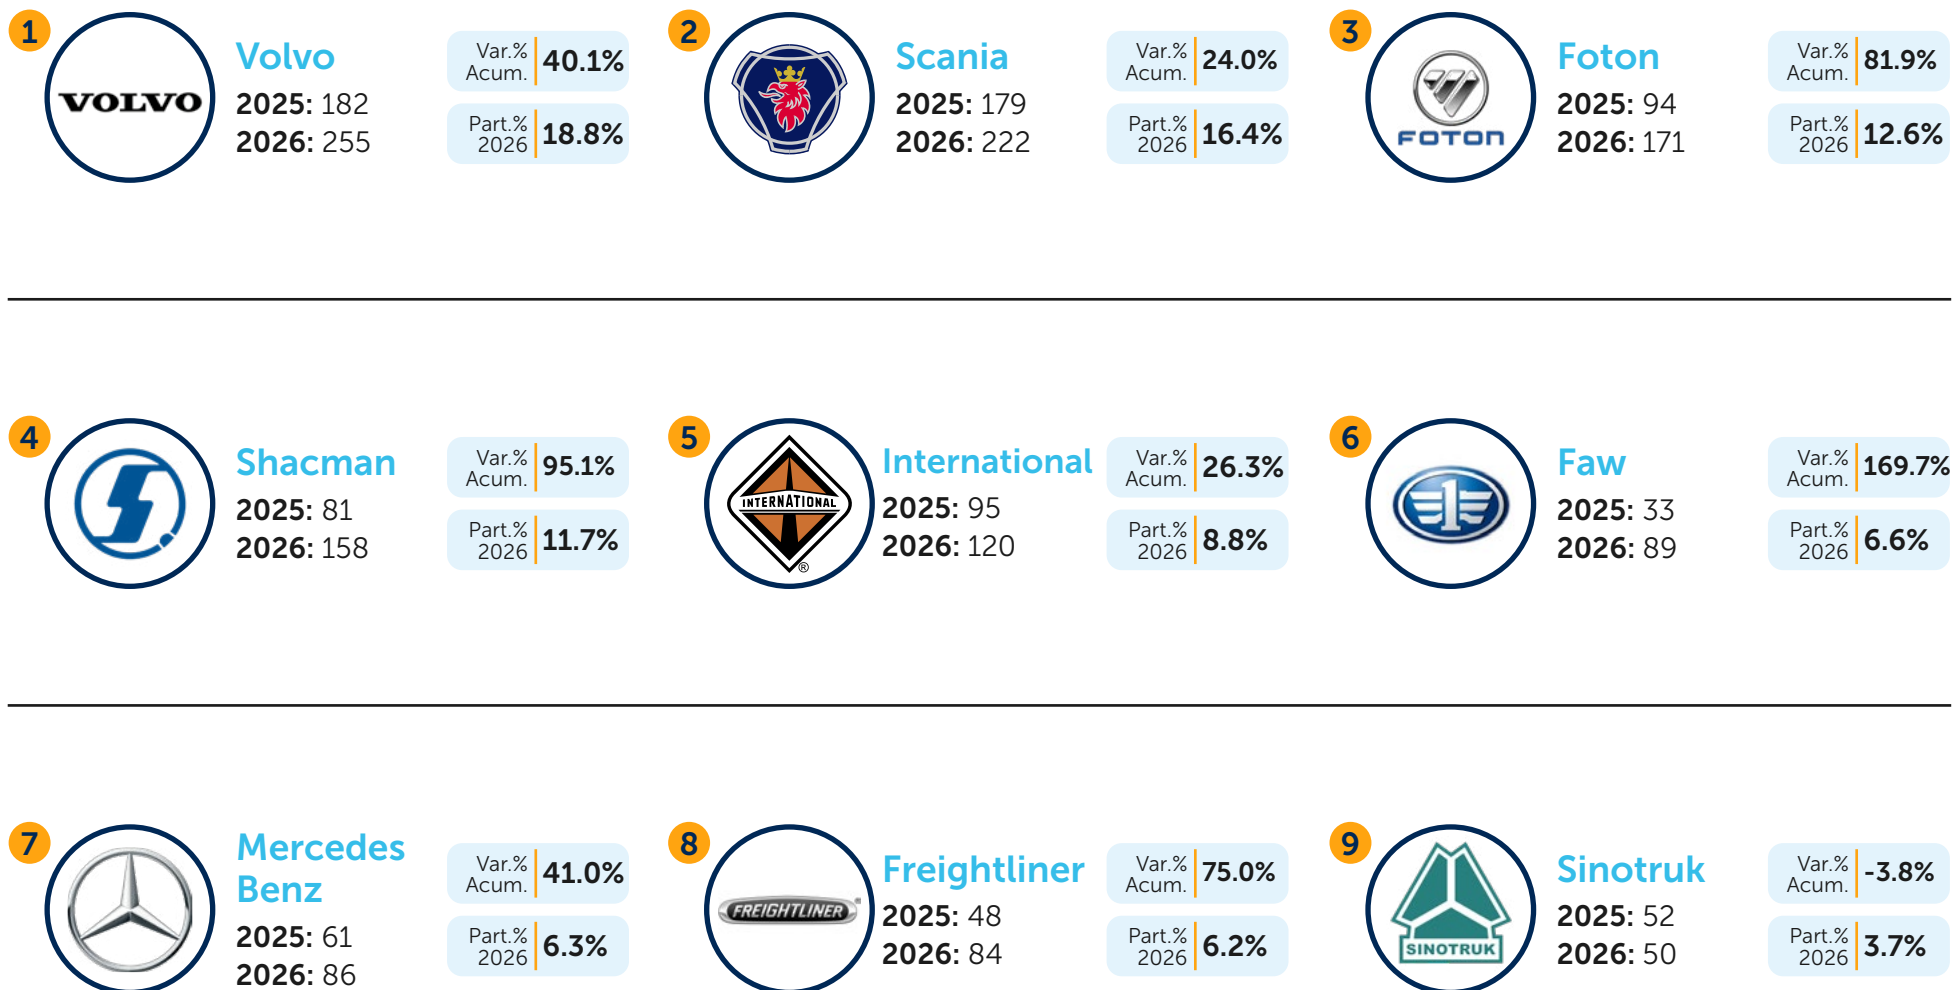 1
VOLVO
Volvo
2025: 182
2026: 255
Var.%
Acum.
40.1%
Part.%
2026
18.8%
2
Scania
2025: 179
2026: 222
Var.%
Acum.
24.0%
Part.%
2026
16.4%
3
FOTON
Foton
2025: 94
2026: 171
Var.%
Acum.
81.9%
Part.%
2026
12.6%
4
Shacman
2025: 81
2026: 158
Var.%
Acum.
95.1%
Part.%
2026
11.7%
5
INTERNATIONAL
®
International
2025: 95
2026: 120
Var.%
Acum.
26.3%
Part.%
2026
8.8%
6
1
Faw
2025: 33
2026: 89
Var.%
Acum.
169.7%
Part.%
2026
6.6%
7
Mercedes
Benz
2025: 61
2026: 86
Var.%
Acum.
41.0%
Part.%
2026
6.3%
8
FREIGHTLINER
Freightliner
2025: 48
2026: 84
Var.%
Acum.
75.0%
Part.%
2026
6.2%
9
SINOTRUK
Sinotruk
2025: 52
2026: 50
Var.%
Acum.
-3.8%
Part.%
2026
3.7%